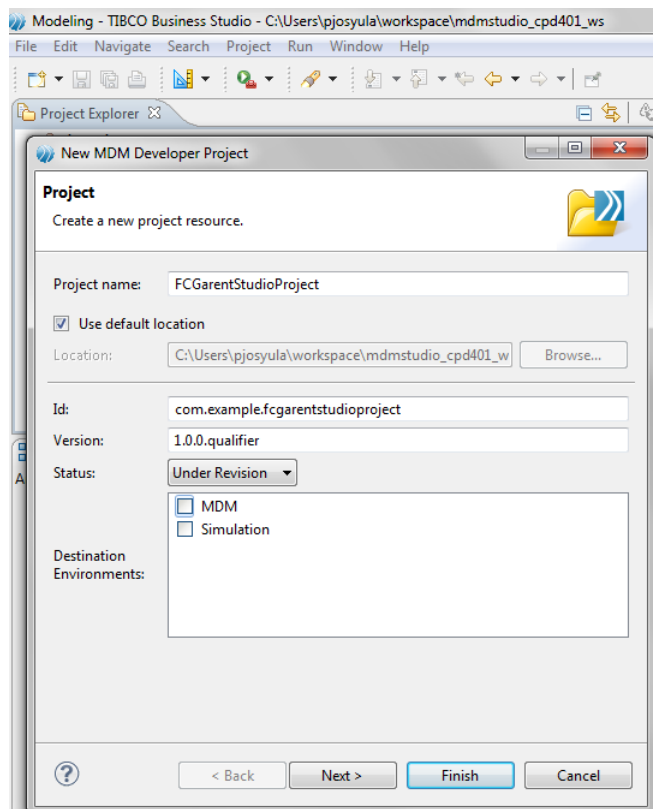 Modeling - TIBCO Business Studio - C:\Users\pjosyula\workspace\mdmstudio_cpd401_ws
File Edit Navigate Search Project Run Window Help
Project Explorer
New MDM Developer Project
Project
Create a new project resource.
Project name: FCGarentStudioProject
Use default location
Location: C:\Users\pjosyula\workspace\mdmstudio_cpd401_w Browse...
Id: com.example.fcgarentstudioproject
Version: 1.0.0.qualifier
Status: Under Revision
A
MDM
Simulation
Destination
Environments:
< Back Next > Finish Cancel